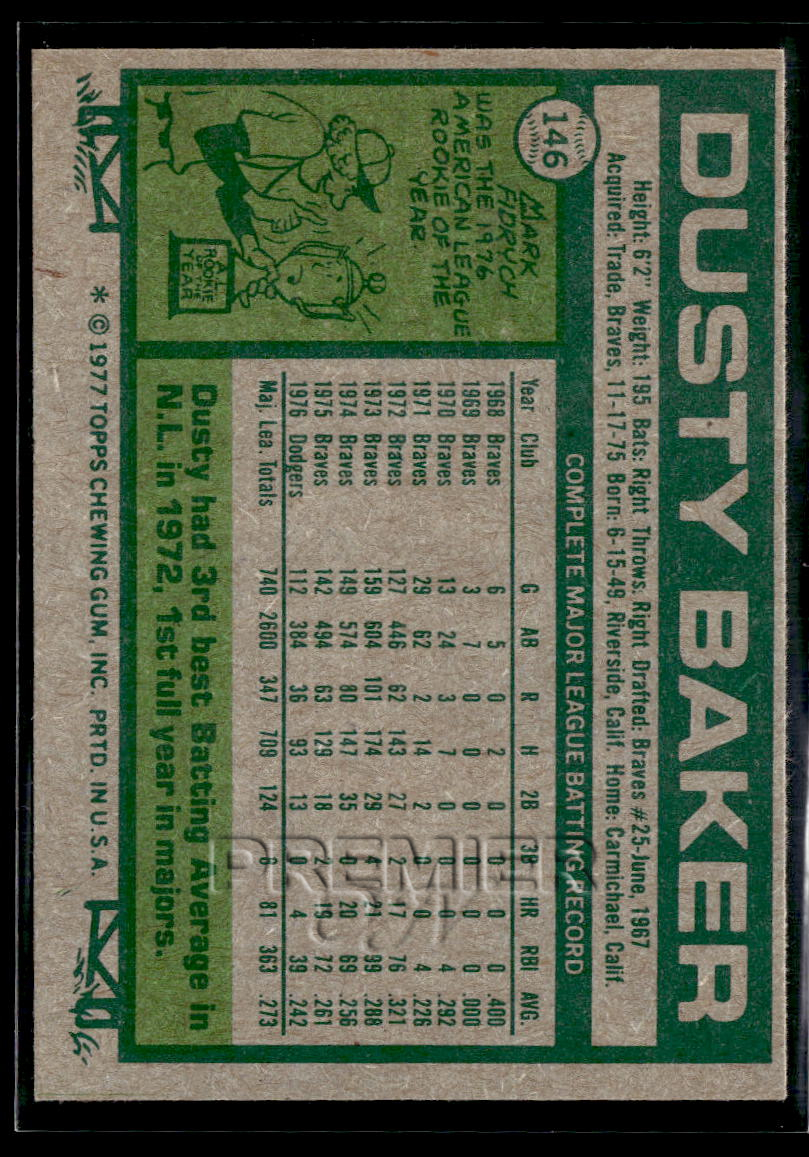 DUSTY BAKER
Height: 6'2" Weight: 195 Bats: Right Throws: Right Drafted: Braves #25-June, 1967
Acquired: Trade, Braves, 11-17-75 Born: 6-15-49, Riverside, Calif. Home: Carmichael, Calif.
146
COMPLETE MAJOR LEAGUE BATTING RECORD
Year Club G AB R H 2B 3B HR RBI AVG.
1968 Braves 6 5 0 2 0 0 0 0 .400
1969 Braves 3 7 0 0 0 0 0 0 .000
1970 Braves 13 24 3 7 0 0 0 4 .292
1971 Braves 29 62 2 14 2 0 0 4 .226
1972 Braves 127 446 62 143 27 2 17 76 .321
1973 Braves 159 604 101 174 29 4 21 99 .288
1974 Braves 149 574 80 147 35 0 20 69 .256
1975 Braves 142 494 63 129 18 2 19 72 .261
1976 Dodgers 112 384 36 93 13 0 4 39 .242
Maj. Lea. Totals 740 2600 347 709 124 8 81 363 .273
MARK
FIDRYCH
WAS THE 1976
AMERICAN LEAGUE
ROOKIE OF THE
YEAR.
A.L.
ROOKIE
OF THE
YEAR
Dusty had 3rd best Batting Average in
N.L. in 1972, 1st full year in majors.
* © 1977 TOPPS CHEWING GUM, INC. PRTD. IN U.S.A.
PREMIER